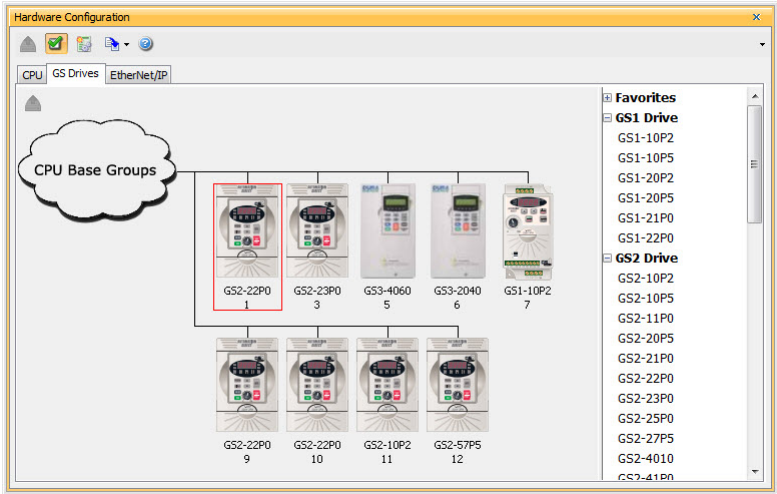 Hardware Configuration
CPU
GS Drives
EtherNet/IP
CPU Base Groups
GS2-22P0
1
GS2-23P0
3
GS3-4060
5
GS3-2040
6
GS1-10P2
7
GS2-22P0
9
GS2-22P0
10
GS2-10P2
11
GS2-57P5
12
Favorites
GS1 Drive
GS1-10P2
GS1-10P5
GS1-20P2
GS1-20P5
GS1-21P0
GS1-22P0
GS2 Drive
GS2-10P2
GS2-10P5
GS2-11P0
GS2-20P5
GS2-21P0
GS2-22P0
GS2-23P0
GS2-25P0
GS2-27P5
GS2-4010
GS2-41P0